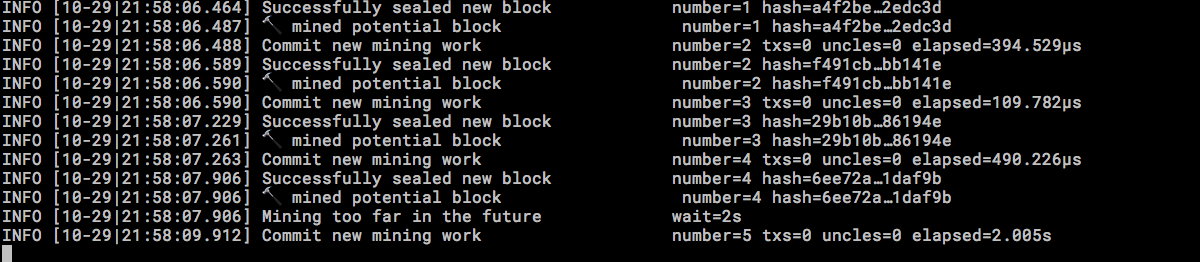 INFO [10-29|21:58:06.464] Successfully sealed new block            number=1 hash=a4f2be…2edc3d
INFO [10-29|21:58:06.487] 🔨 mined potential block                  number=1 hash=a4f2be…2edc3d
INFO [10-29|21:58:06.488] Commit new mining work                   number=2 txs=0 uncles=0 elapsed=394.529µs
INFO [10-29|21:58:06.589] Successfully sealed new block            number=2 hash=f491cb…bb141e
INFO [10-29|21:58:06.590] 🔨 mined potential block                  number=2 hash=f491cb…bb141e
INFO [10-29|21:58:06.590] Commit new mining work                   number=3 txs=0 uncles=0 elapsed=109.782µs
INFO [10-29|21:58:07.229] Successfully sealed new block            number=3 hash=29b10b…86194e
INFO [10-29|21:58:07.261] 🔨 mined potential block                  number=3 hash=29b10b…86194e
INFO [10-29|21:58:07.263] Commit new mining work                   number=4 txs=0 uncles=0 elapsed=490.226µs
INFO [10-29|21:58:07.906] Successfully sealed new block            number=4 hash=6ee72a…1daf9b
INFO [10-29|21:58:07.906] 🔨 mined potential block                  number=4 hash=6ee72a…1daf9b
INFO [10-29|21:58:07.906] Mining too far in the future             wait=2s
INFO [10-29|21:58:09.912] Commit new mining work                   number=5 txs=0 uncles=0 elapsed=2.005s